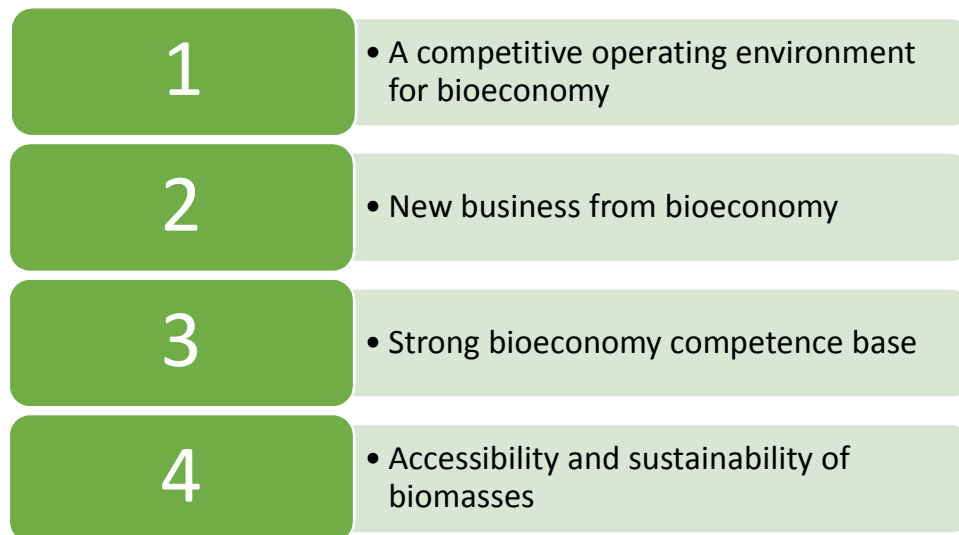 1
• A competitive operating environment
for bioeconomy
2
• New business from bioeconomy
3
• Strong bioeconomy competence base
4
• Accessibility and sustainability of
biomasses